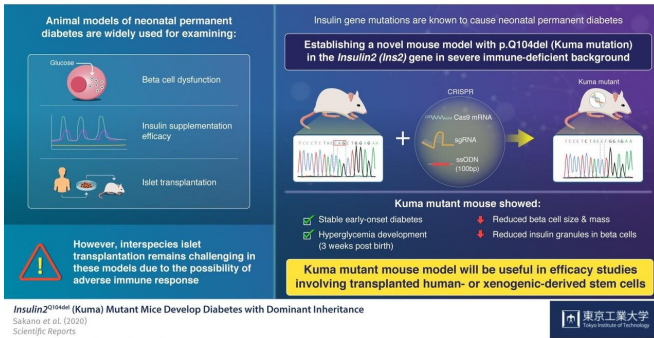 Animal models of neonatal permanent
diabetes are widely used for examining:
Glucose
Beta cell dysfunction
Insulin supplementation
efficacy
Islet transplantation
However, interspecies islet
transplantation remains challenging in
these models due to the possibility of
adverse immune response
Insulin gene mutations are known to cause neonatal permanent diabetes
Establishing a novel mouse model with p.Q104del (Kuma mutation)
in the Insulin2 (Ins2) gene in severe immune-deficient background
CRISPR
Cas9 mRNA
sgRNA
ssODN
(100bp)
Kuma mutant
Kuma mutant mouse showed:
Stable early-onset diabetes
Hyperglycemia development
(3 weeks post birth)
Reduced beta cell size & mass
Reduced insulin granules in beta cells
Kuma mutant mouse model will be useful in efficacy studies
involving transplanted human- or xenogenic-derived stem cells
Insulin2Q104del (Kuma) Mutant Mice Develop Diabetes with Dominant Inheritance
Sakano et al. (2020)
Scientific Reports
東京工業大学
Tokyo Institute of Technology